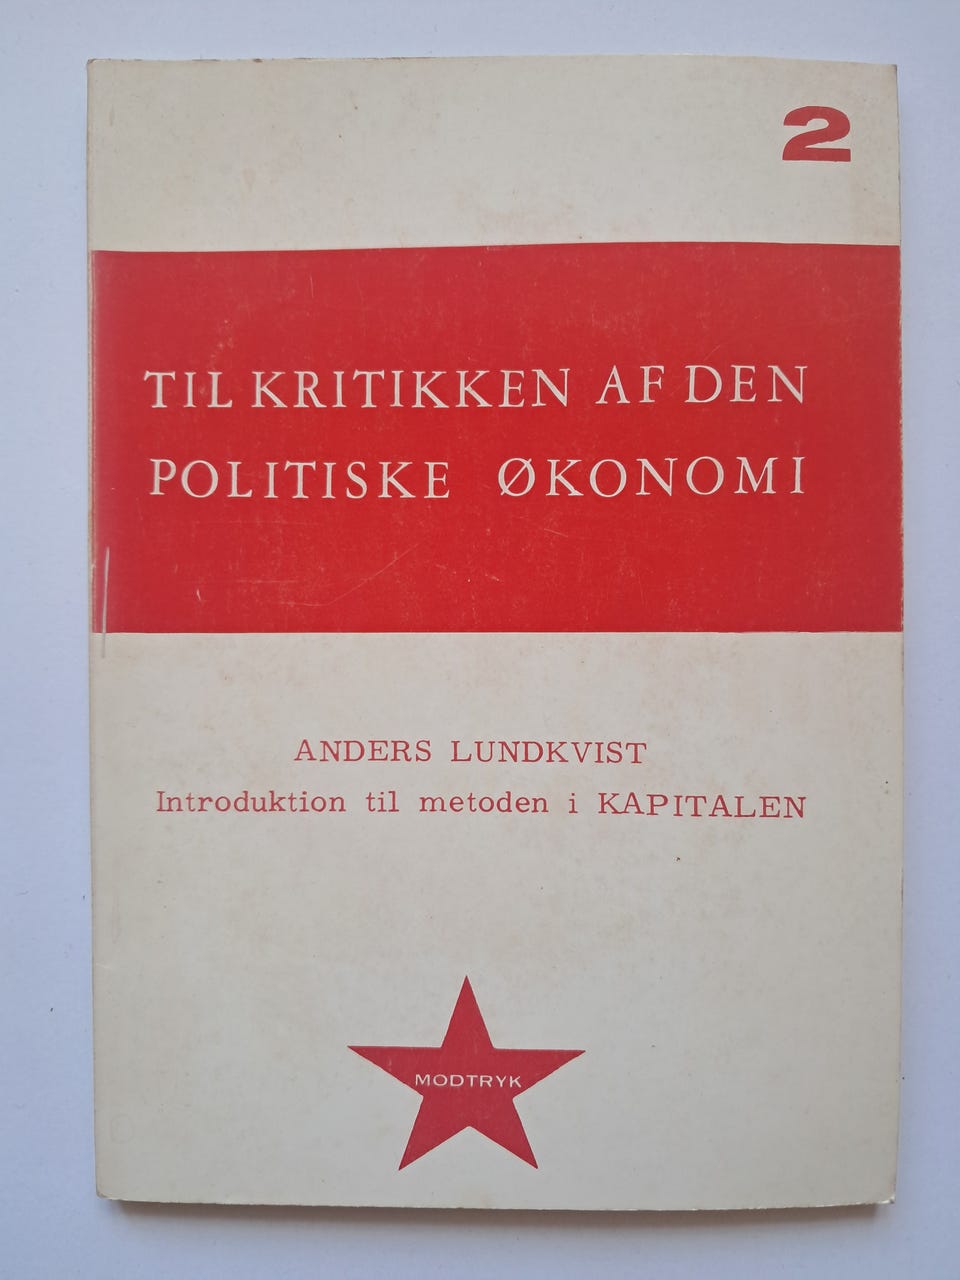 2
TIL KRITIKKEN AF DEN
POLITISKE ØKONOMI
ANDERS LUNDKVIST
Introduktion til metoden i KAPITALEN
MODTRYK